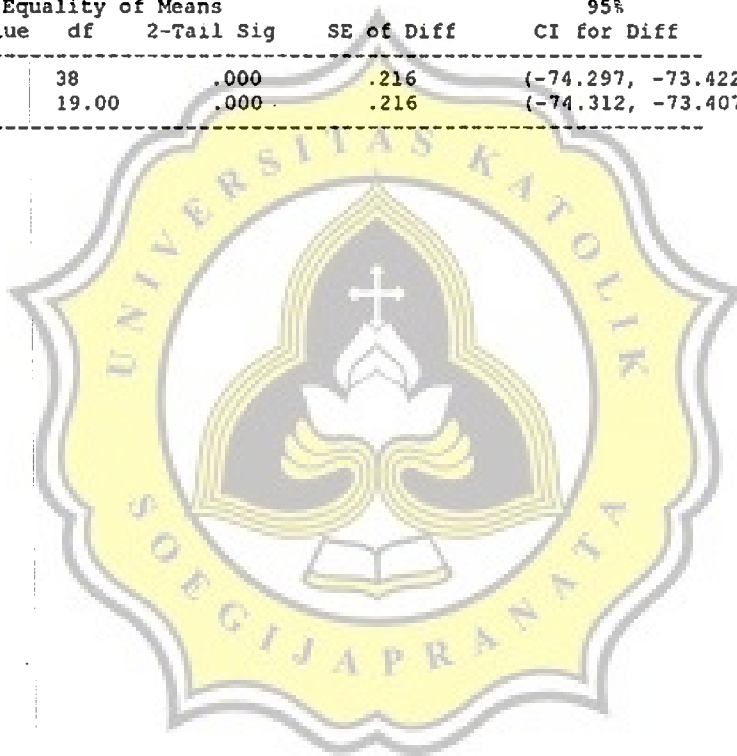 Equality of Means 95%
df 2-Tail Sig SE of Diff CI for Diff
38 .000 .216 (-74.297, -73.422
19.00 .000 .216 (-74.312, -73.407
UNIVERSITAS KATOLIK
SOEGIJAPRANATA